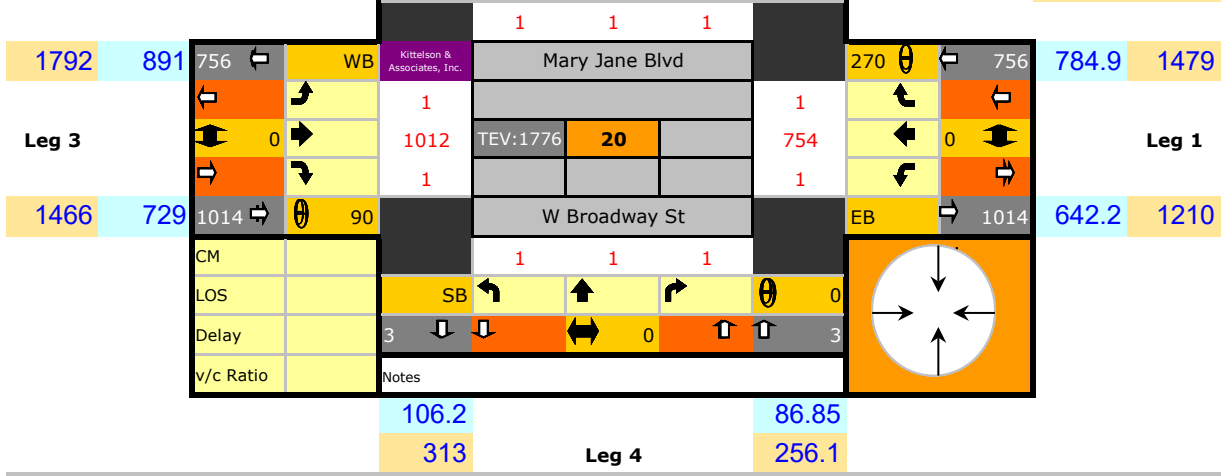 1 1 1
1792 891 756 WB Kittelson & Associates, Inc. Mary Jane Blvd 270 756 784.9 1479
1 1
Leg 3 0 1012 TEV:1776 20 754 0 Leg 1
1 1
1466 729 1014 90 W Broadway St EB 1014 642.2 1210
CM 1 1 1
LOS SB 0
Delay 3 0 3
v/c Ratio Notes
106.2 86.85
313 Leg 4 256.1